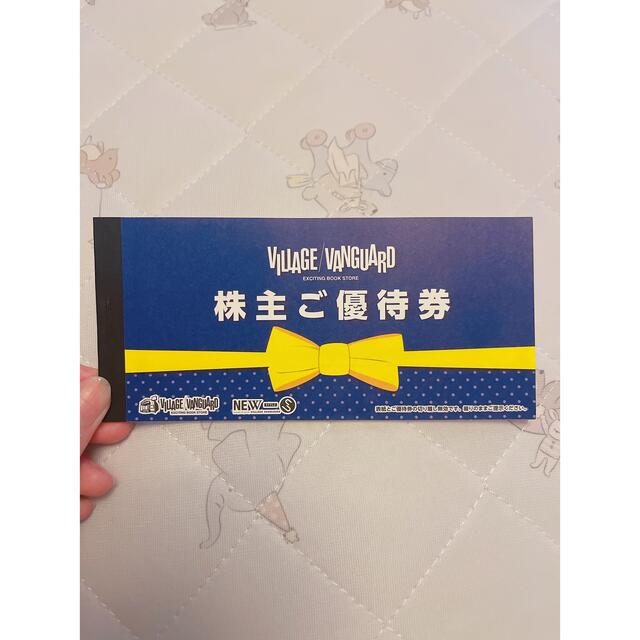 VILLAGE/VANGUARD
EXCITING BOOK STORE
株主ご優待券
VILLAGE/VANGUARD
EXCITING BOOK STORE
NEW STYLE
表紙とご優待券の切り離し無効です。綴りのままご提示ください。